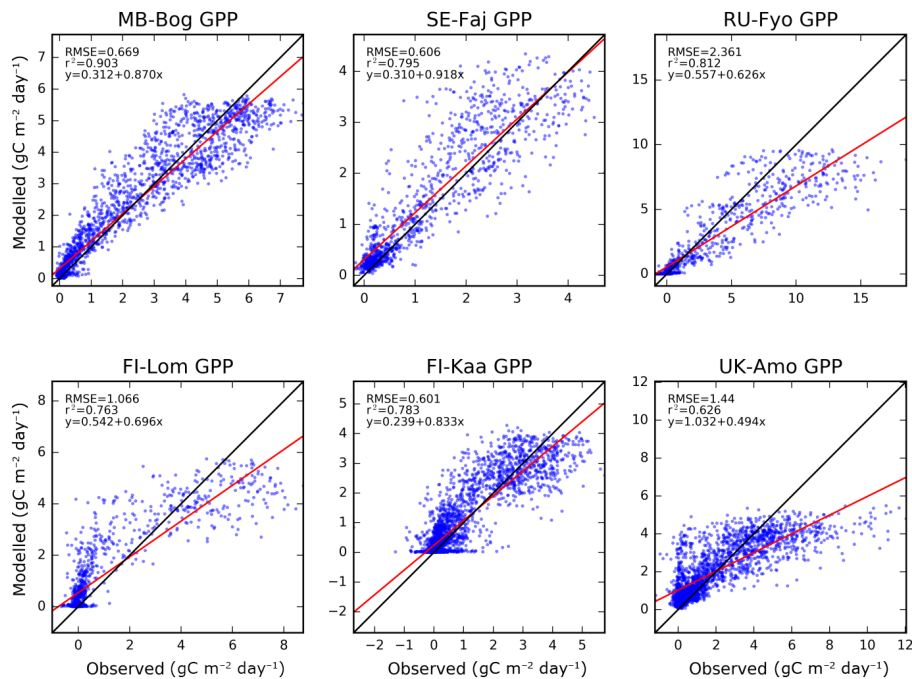 MB-Bog GPP
RMSE=0.669
r²=0.903
y=0.312+0.870x
Modelled (gC m⁻² day⁻¹)
7
6
5
4
3
2
1
0
0 1 2 3 4 5 6 7
SE-Faj GPP
RMSE=0.606
r²=0.795
y=0.310+0.918x
4
3
2
1
0
0 1 2 3 4
RU-Fyo GPP
RMSE=2.361
r²=0.812
y=0.557+0.626x
15
10
5
0
0 5 10 15
FI-Lom GPP
RMSE=1.066
r²=0.763
y=0.542+0.696x
Modelled (gC m⁻² day⁻¹)
8
6
4
2
0
0 2 4 6 8
Observed (gC m⁻² day⁻¹)
FI-Kaa GPP
RMSE=0.601
r²=0.783
y=0.239+0.833x
5
4
3
2
1
0
−1
−2
−2 −1 0 1 2 3 4 5
Observed (gC m⁻² day⁻¹)
UK-Amo GPP
RMSE=1.44
r²=0.626
y=1.032+0.494x
12
10
8
6
4
2
0
0 2 4 6 8 10 12
Observed (gC m⁻² day⁻¹)